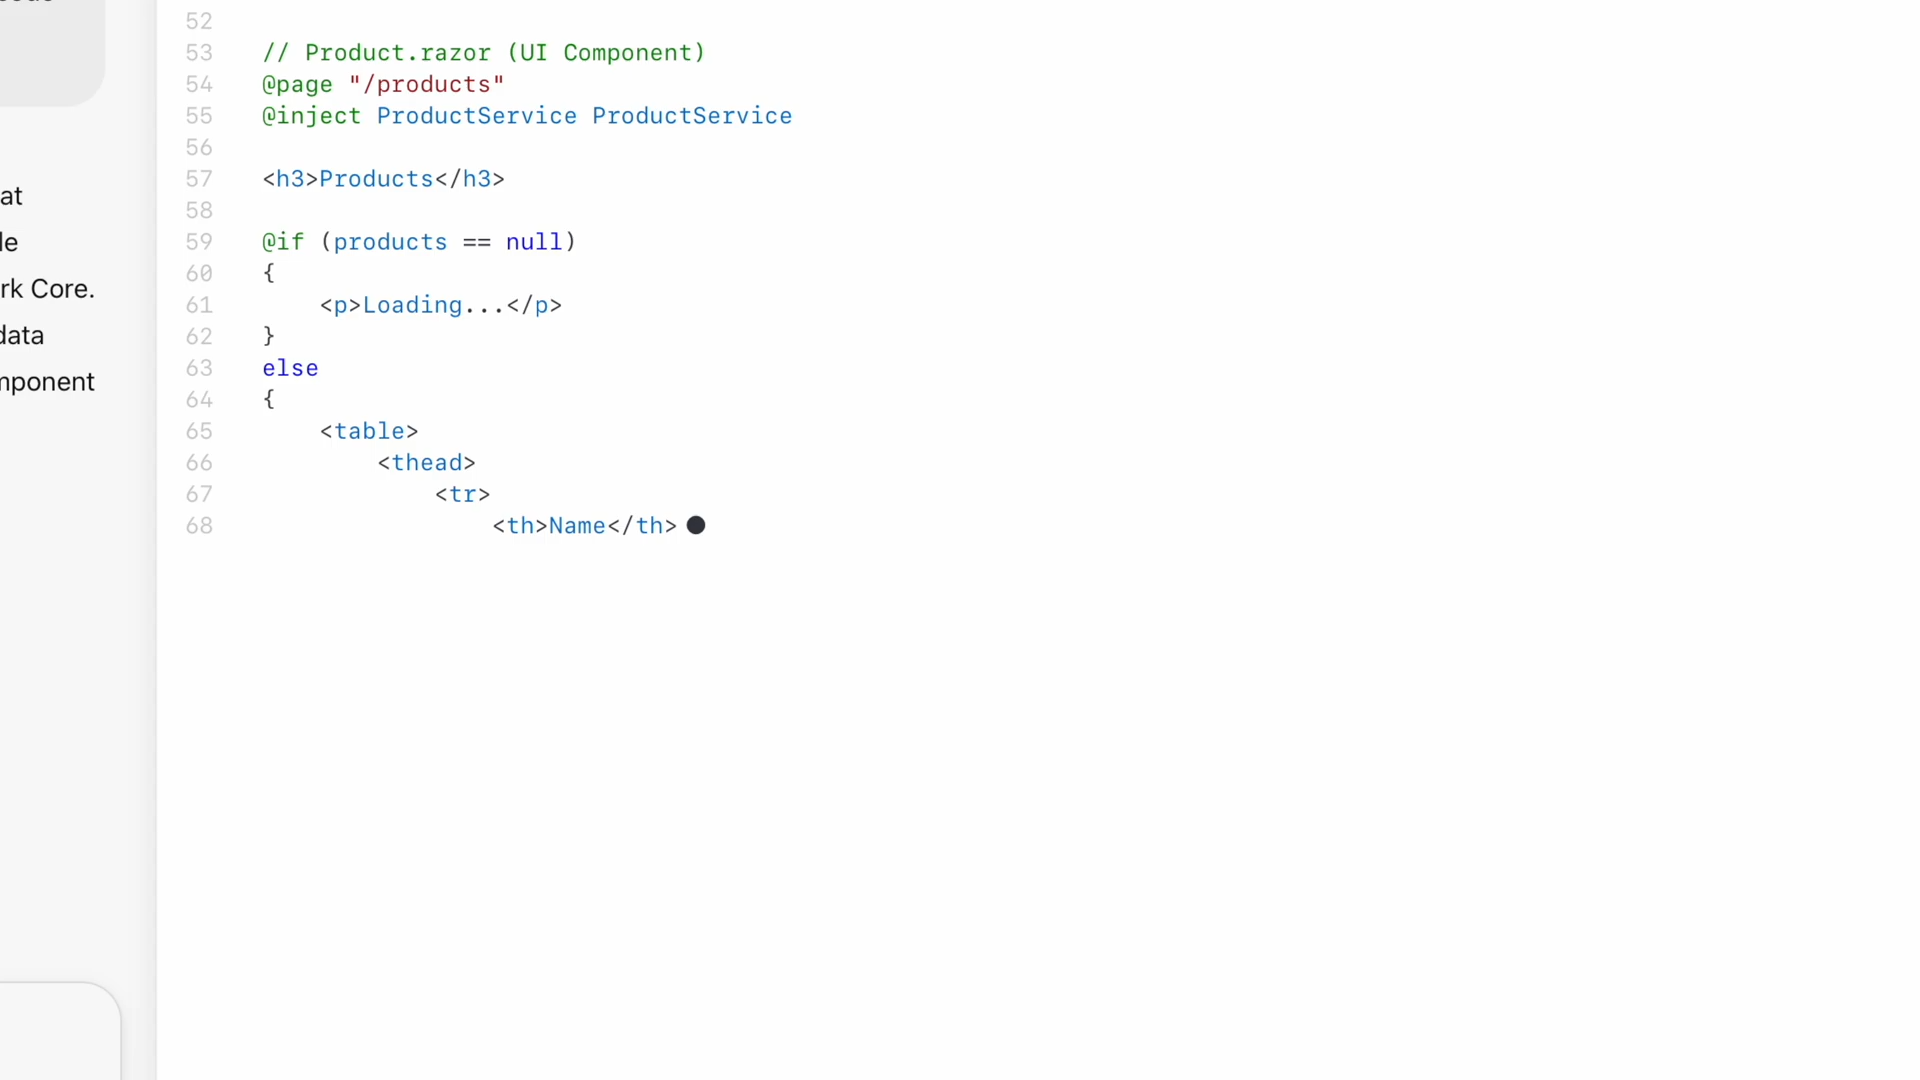 at
le
rk Core.
data
mponent
52
53 // Product.razor (UI Component)
54 @page "/products"
55 @inject ProductService ProductService
56
57 <h3>Products</h3>
58
59 @if (products == null)
60 {
61     <p>Loading...</p>
62 }
63 else
64 {
65     <table>
66         <thead>
67             <tr>
68                 <th>Name</th>